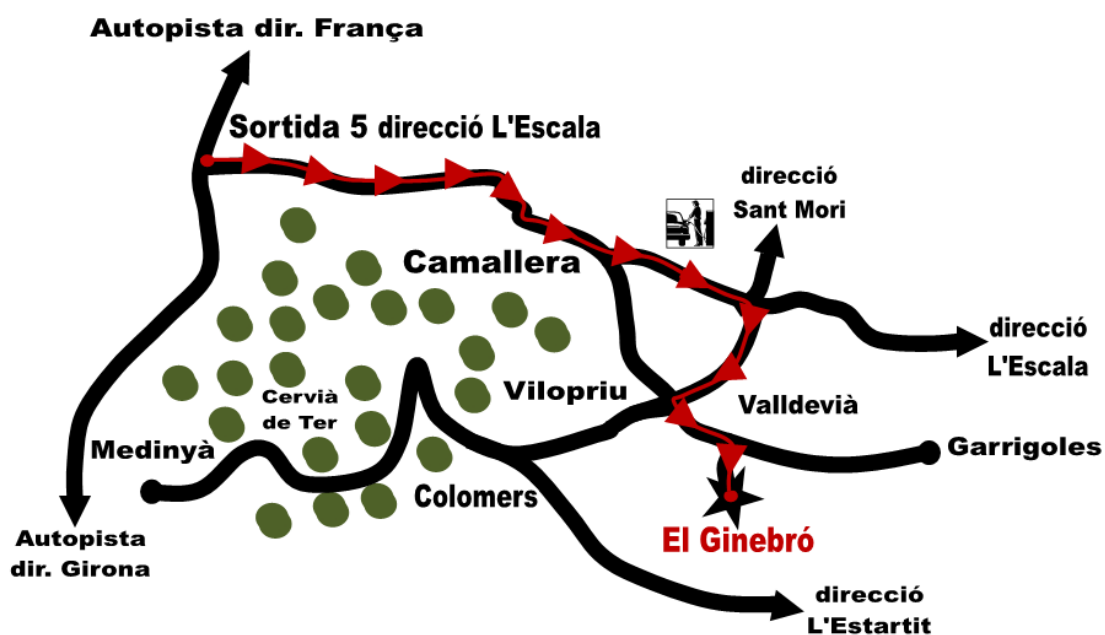 Autopista dir. França
Sortida 5 direcció L'Escala
direcció
Sant Mori
Camallera
direcció
L'Escala
Vilopriu
Cervià
de Ter
Valldevià
Medinyà
Garrigoles
Colomers
El Ginebró
Autopista
dir. Girona
direcció
L'Estartit